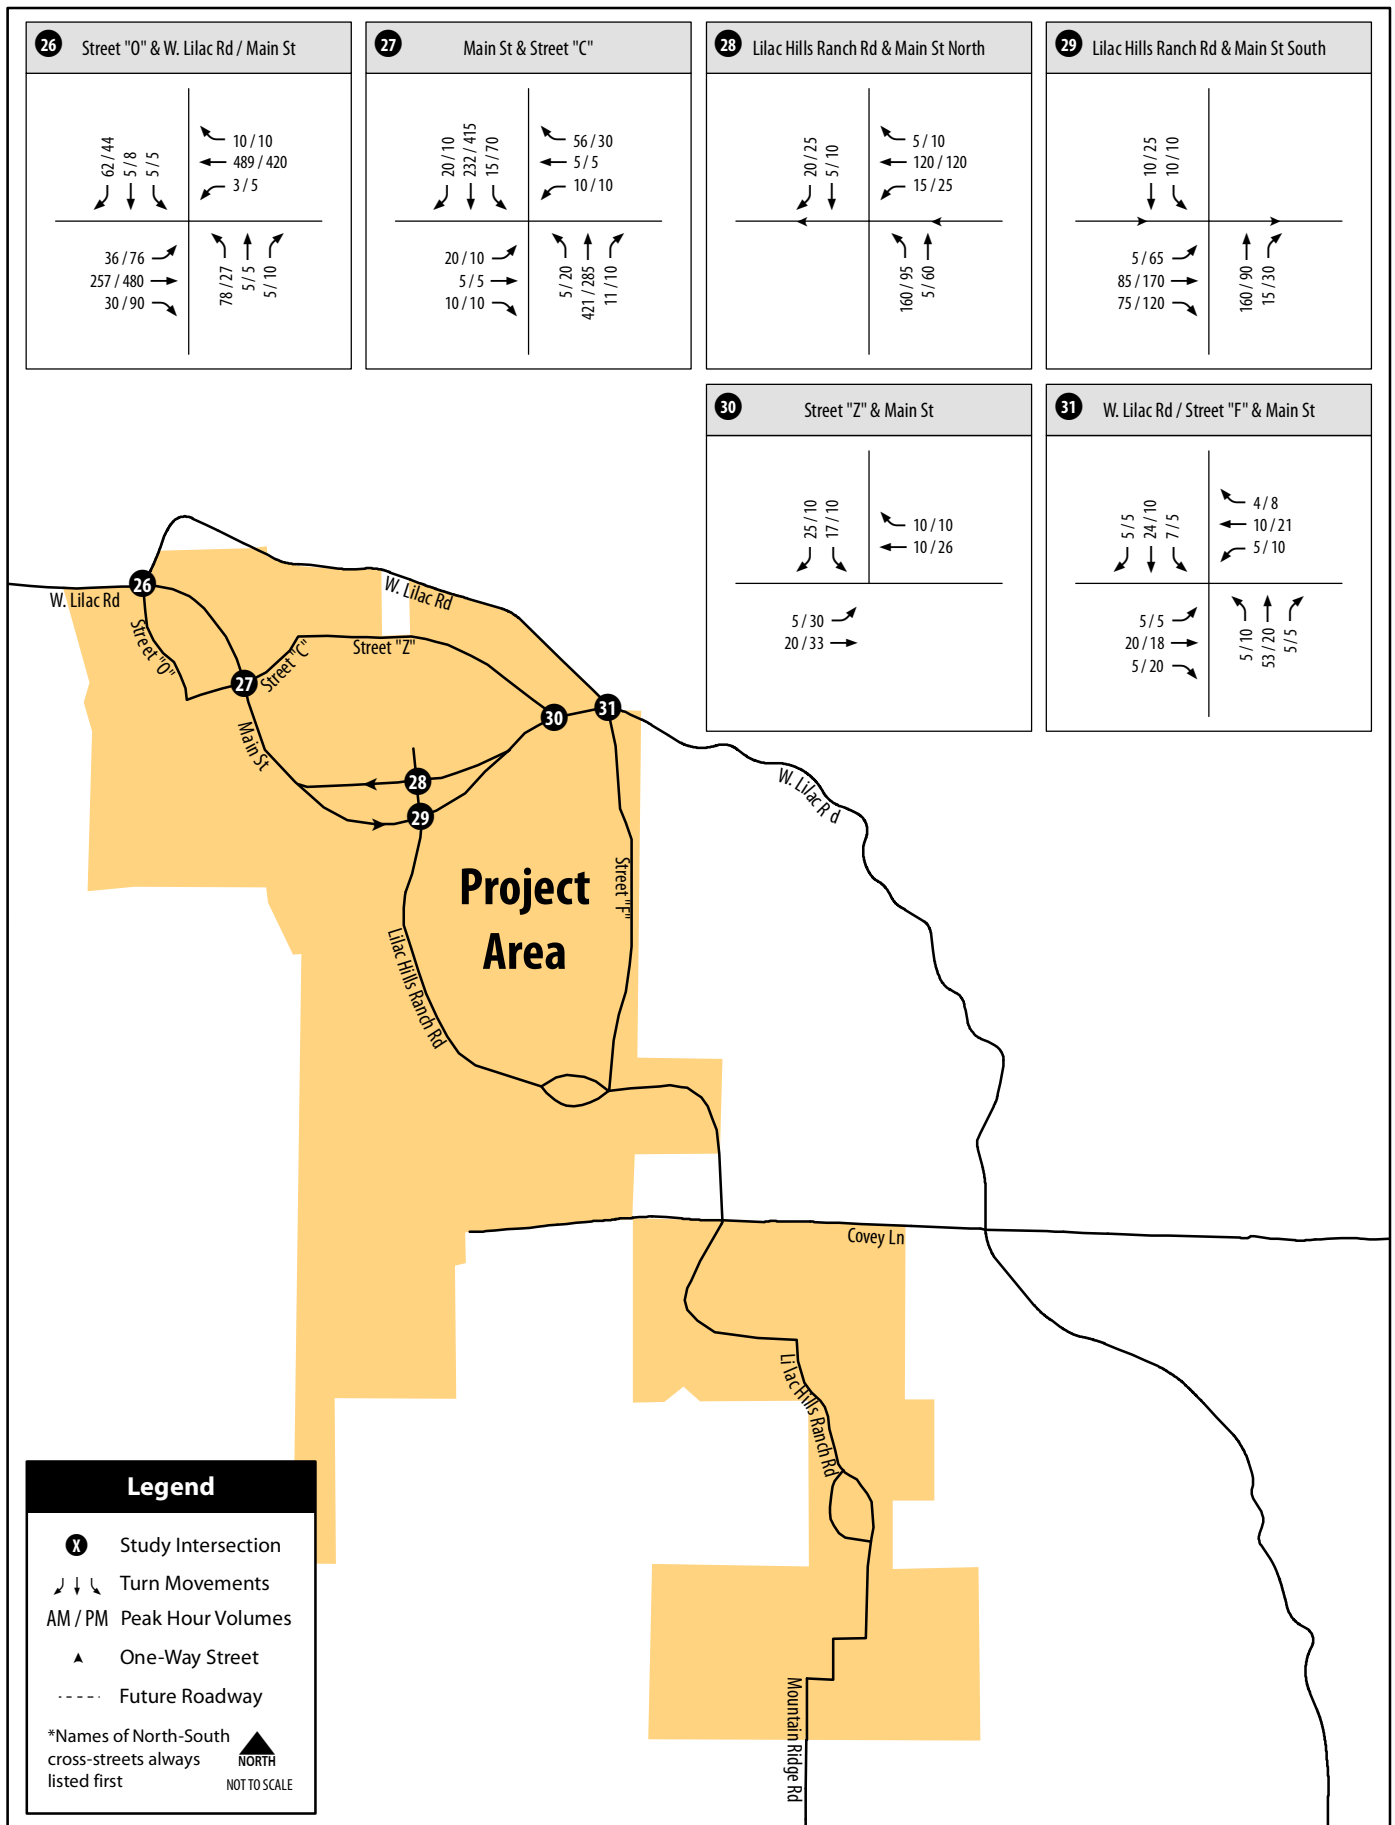 26 Street "O" & W. Lilac Rd / Main St
62 / 44
5 / 8
5 / 5
10 / 10
489 / 420
3 / 5
36 / 76
257 / 480
30 / 90
78 / 27
5 / 5
5 / 10
27 Main St & Street "C"
20 / 10
232 / 415
15 / 70
56 / 30
5 / 5
10 / 10
20 / 10
5 / 5
10 / 10
5 / 20
421 / 285
11 / 10
28 Lilac Hills Ranch Rd & Main St North
20 / 25
5 / 10
5 / 10
120 / 120
15 / 25
160 / 95
5 / 60
29 Lilac Hills Ranch Rd & Main St South
10 / 25
10 / 10
5 / 65
85 / 170
75 / 120
160 / 90
15 / 30
30 Street "Z" & Main St
25 / 10
17 / 10
10 / 10
10 / 26
5 / 30
20 / 33
31 W. Lilac Rd / Street "F" & Main St
5 / 5
24 / 10
7 / 5
4 / 8
10 / 21
5 / 10
5 / 5
20 / 18
5 / 20
5 / 10
53 / 20
5 / 5
26
W. Lilac Rd
W. Lilac Rd
Street "O"
Street "C"
Street "Z"
27
30
31
Main St
28
29
W. Lilac R d
Project
Area
Street "F"
Lilac Hills Ranch Rd
Covey Ln
Li lac Hills Ranch Rd
Mountain Ridge Rd
Legend
X Study Intersection
Turn Movements
AM / PM Peak Hour Volumes
One-Way Street
Future Roadway
*Names of North-South
cross-streets always
listed first
NORTH
NOT TO SCALE